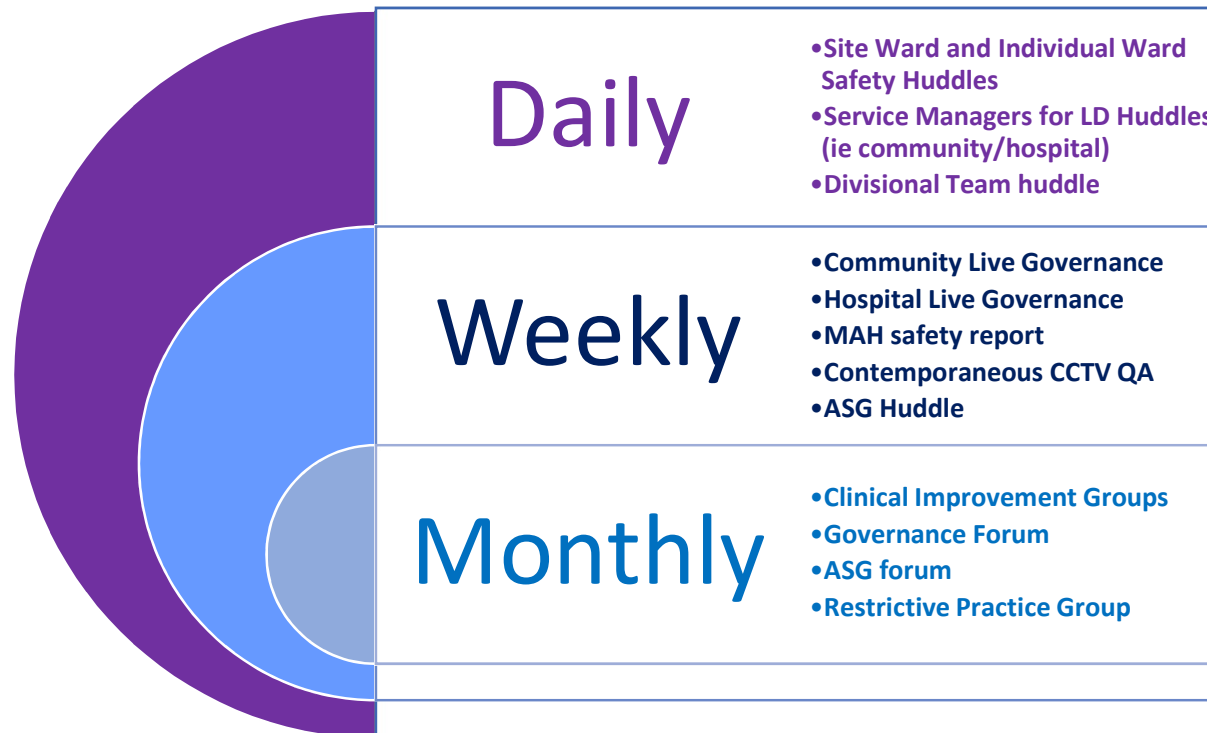 Daily
•Site Ward and Individual Ward
Safety Huddles
•Service Managers for LD Huddles
(ie community/hospital)
•Divisional Team huddle
Weekly
•Community Live Governance
•Hospital Live Governance
•MAH safety report
•Contemporaneous CCTV QA
•ASG Huddle
Monthly
•Clinical Improvement Groups
•Governance Forum
•ASG forum
•Restrictive Practice Group